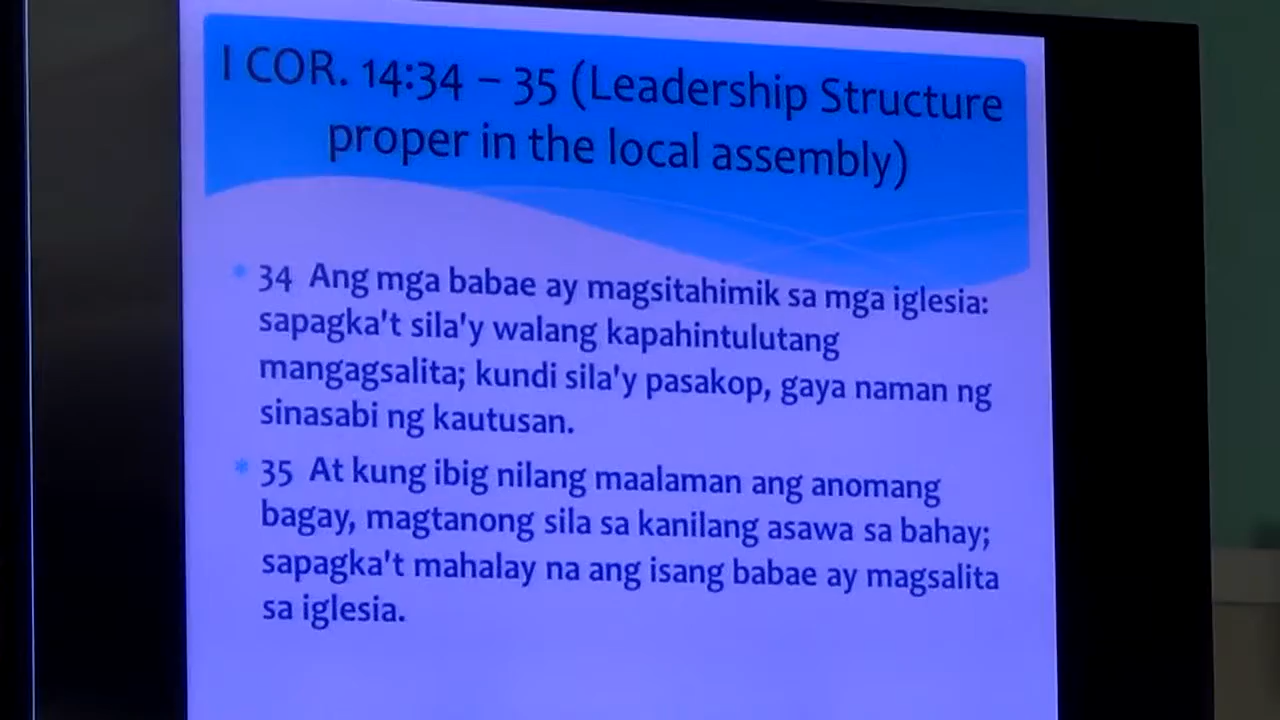 I COR. 14:34 – 35 (Leadership Structure
proper in the local assembly)
* 34 Ang mga babae ay magsitahimik sa mga iglesia:
sapagka't sila'y walang kapahintulutang
mangagsalita; kundi sila'y pasakop, gaya naman ng
sinasabi ng kautusan.
* 35 At kung ibig nilang maalaman ang anomang
bagay, magtanong sila sa kanilang asawa sa bahay;
sapagka't mahalay na ang isang babae ay magsalita
sa iglesia.